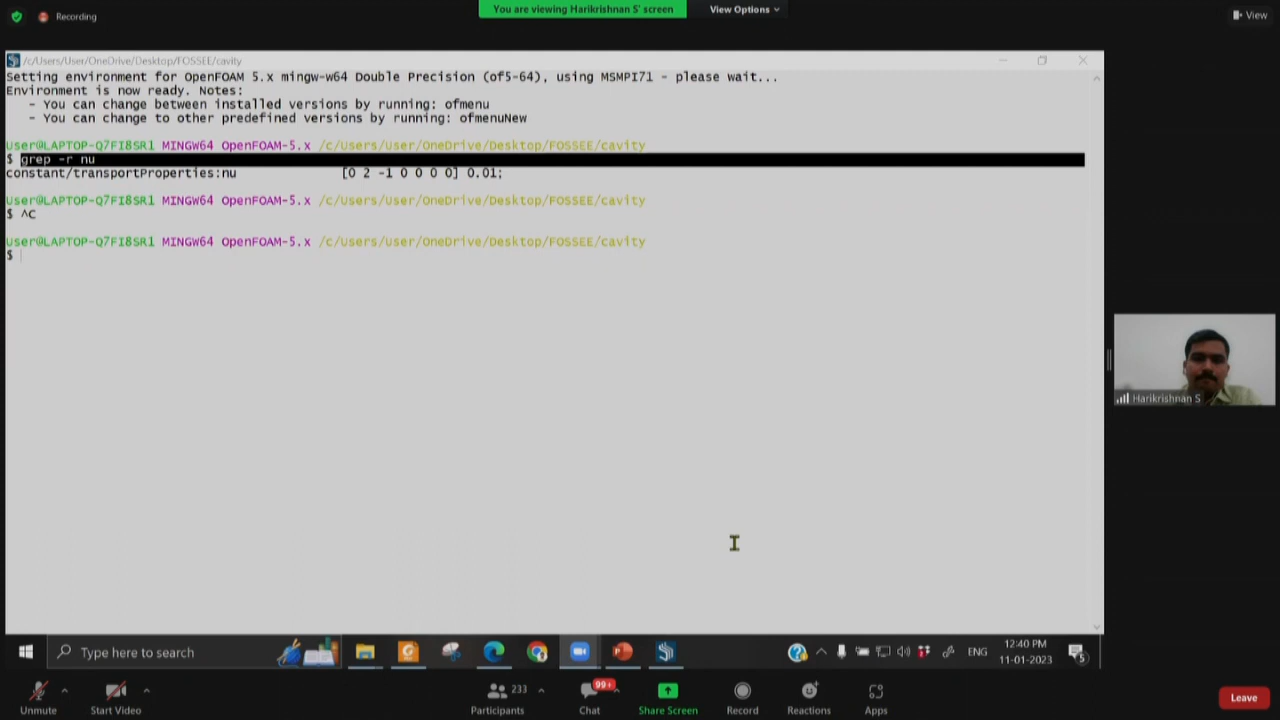 Recording
You are viewing Harikrishnan S' screen
View Options
View
/c/Users/User/OneDrive/Desktop/FOSSEE/cavity
Setting environment for OpenFOAM 5.x mingw-w64 Double Precision (of5-64), using MSMPI71 - please wait...
Environment is now ready. Notes:
- You can change between installed versions by running: ofmenu
- You can change to other predefined versions by running: ofmenuNew
User@LAPTOP-Q7FI8SR1 MINGW64 OpenFOAM-5.x /c/Users/User/OneDrive/Desktop/FOSSEE/cavity
$ grep -r nu
constant/transportProperties:nu [0 2 -1 0 0 0 0] 0.01;
User@LAPTOP-Q7FI8SR1 MINGW64 OpenFOAM-5.x /c/Users/User/OneDrive/Desktop/FOSSEE/cavity
$ ^C
User@LAPTOP-Q7FI8SR1 MINGW64 OpenFOAM-5.x /c/Users/User/OneDrive/Desktop/FOSSEE/cavity
$
Harikrishnan S
Type here to search
ENG
12:40 PM
11-01-2023
5
Unmute
Start Video
233
Participants
99+
Chat
Share Screen
Record
Reactions
Apps
Leave